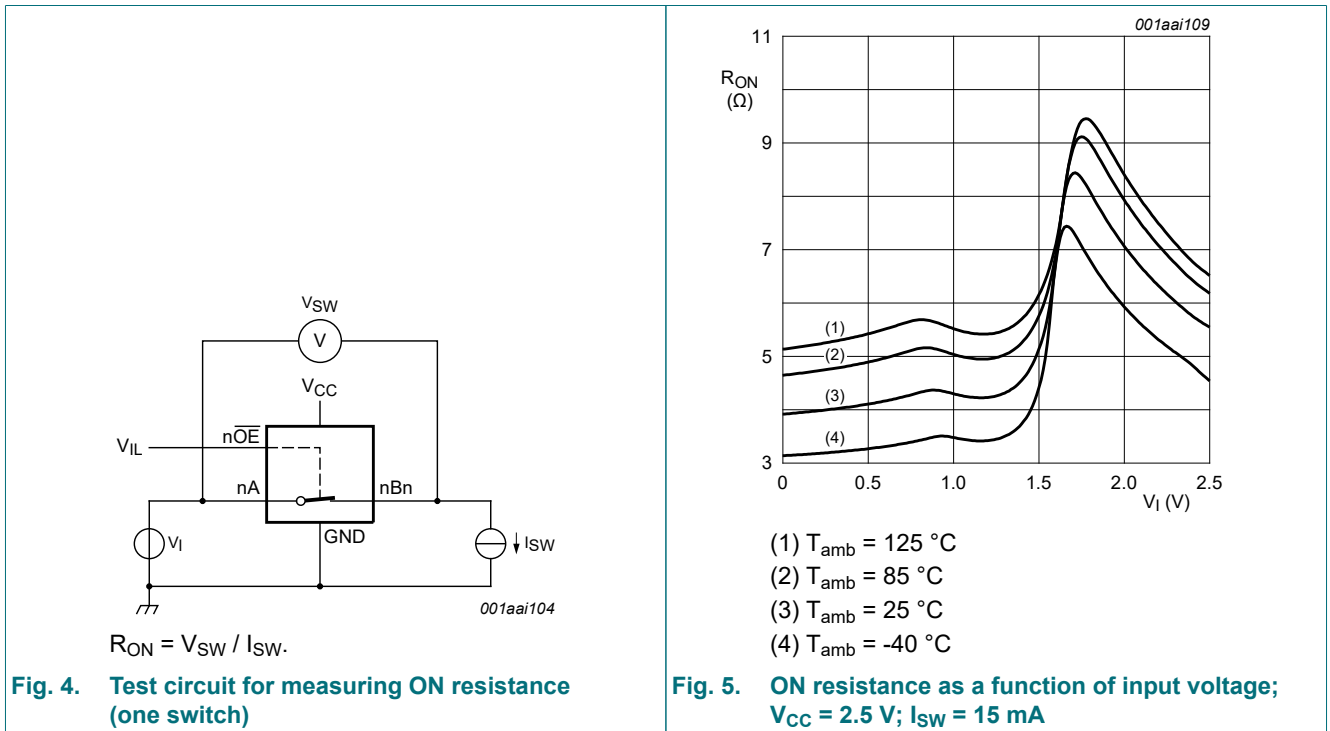 V_SW
V
V_CC
V_IL
nOE
nA
nBn
V_I
GND
I_SW
001aai104
R_ON = V_SW / I_SW.
Fig. 4. Test circuit for measuring ON resistance
(one switch)
001aai109
11
R_ON
(Ω)
9
7
5
3
(1)
(2)
(3)
(4)
0
0.5
1.0
1.5
2.0
2.5
V_I (V)
(1) T_amb = 125 °C
(2) T_amb = 85 °C
(3) T_amb = 25 °C
(4) T_amb = -40 °C
Fig. 5. ON resistance as a function of input voltage;
V_CC = 2.5 V; I_SW = 15 mA